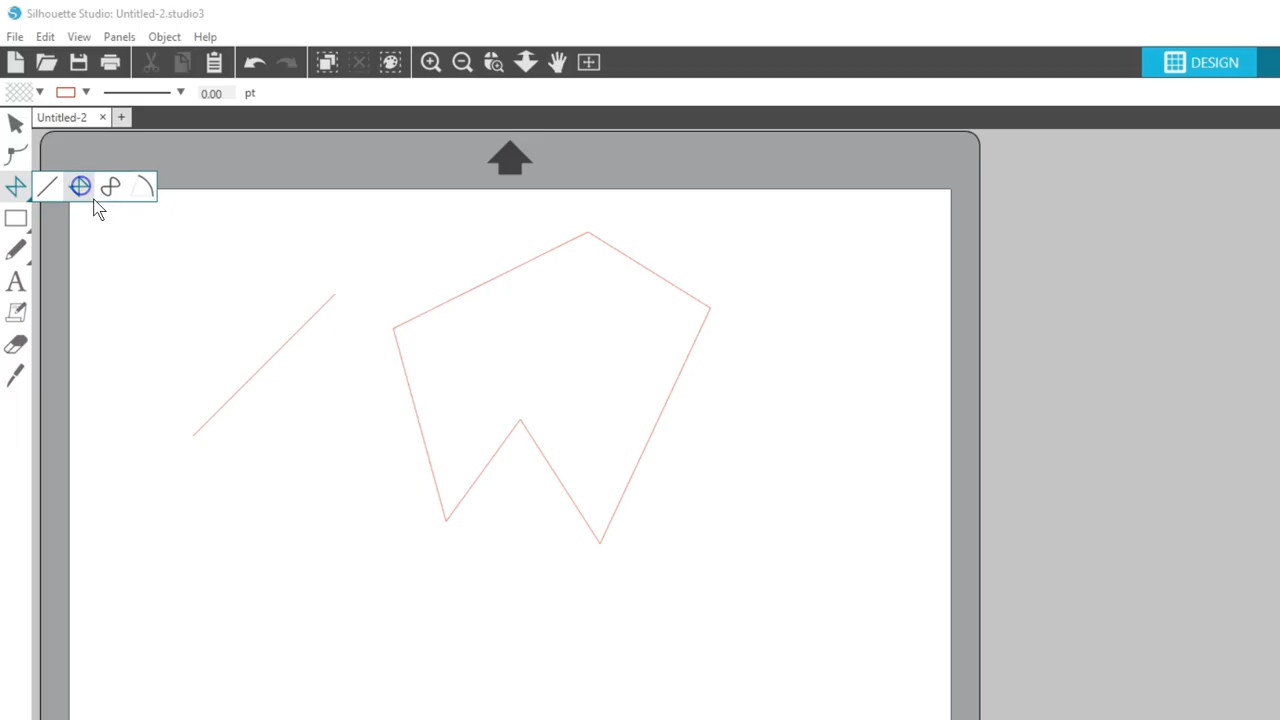 Silhouette Studio: Untitled-2.studio3
File Edit View Panels Object Help
DESIGN
0.00 pt
Untitled-2 × +
A